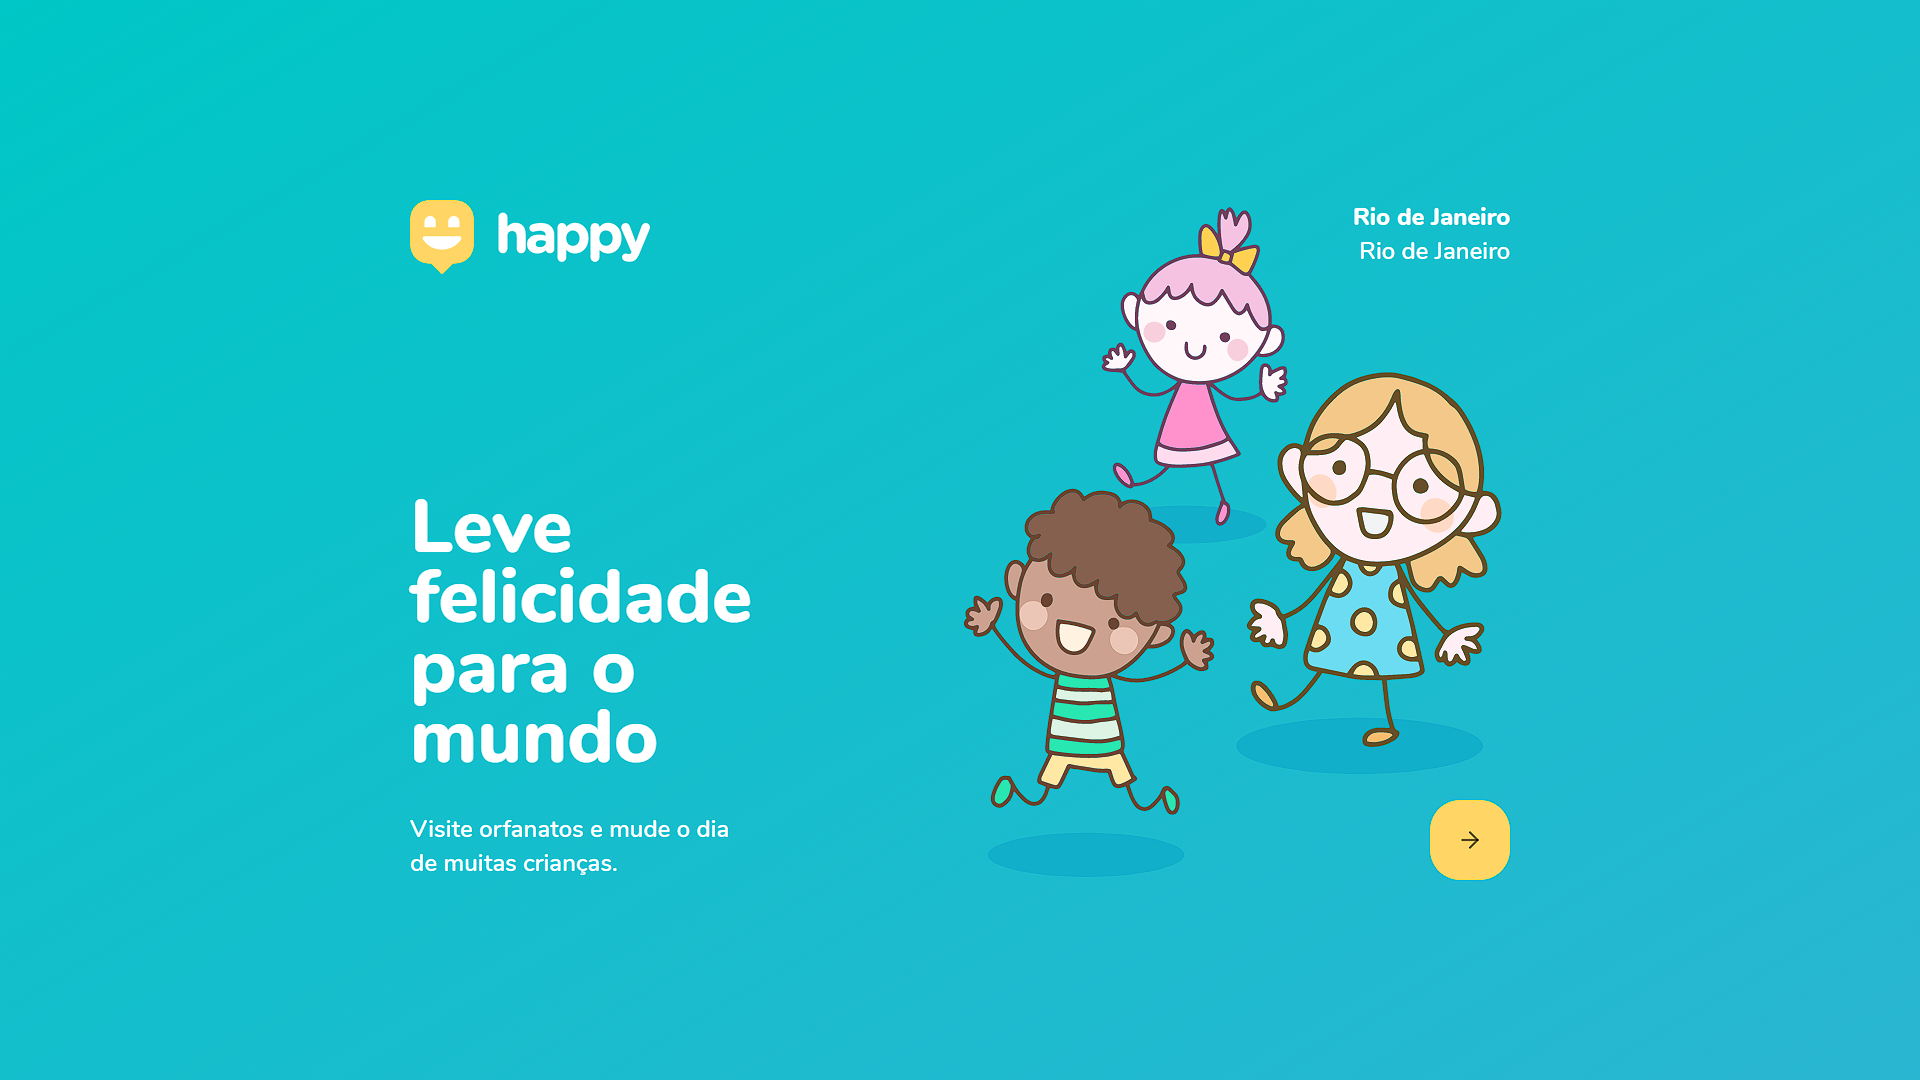 happy
Rio de Janeiro
Rio de Janeiro
Leve
felicidade
para o
mundo
Visite orfanatos e mude o dia
de muitas crianças.